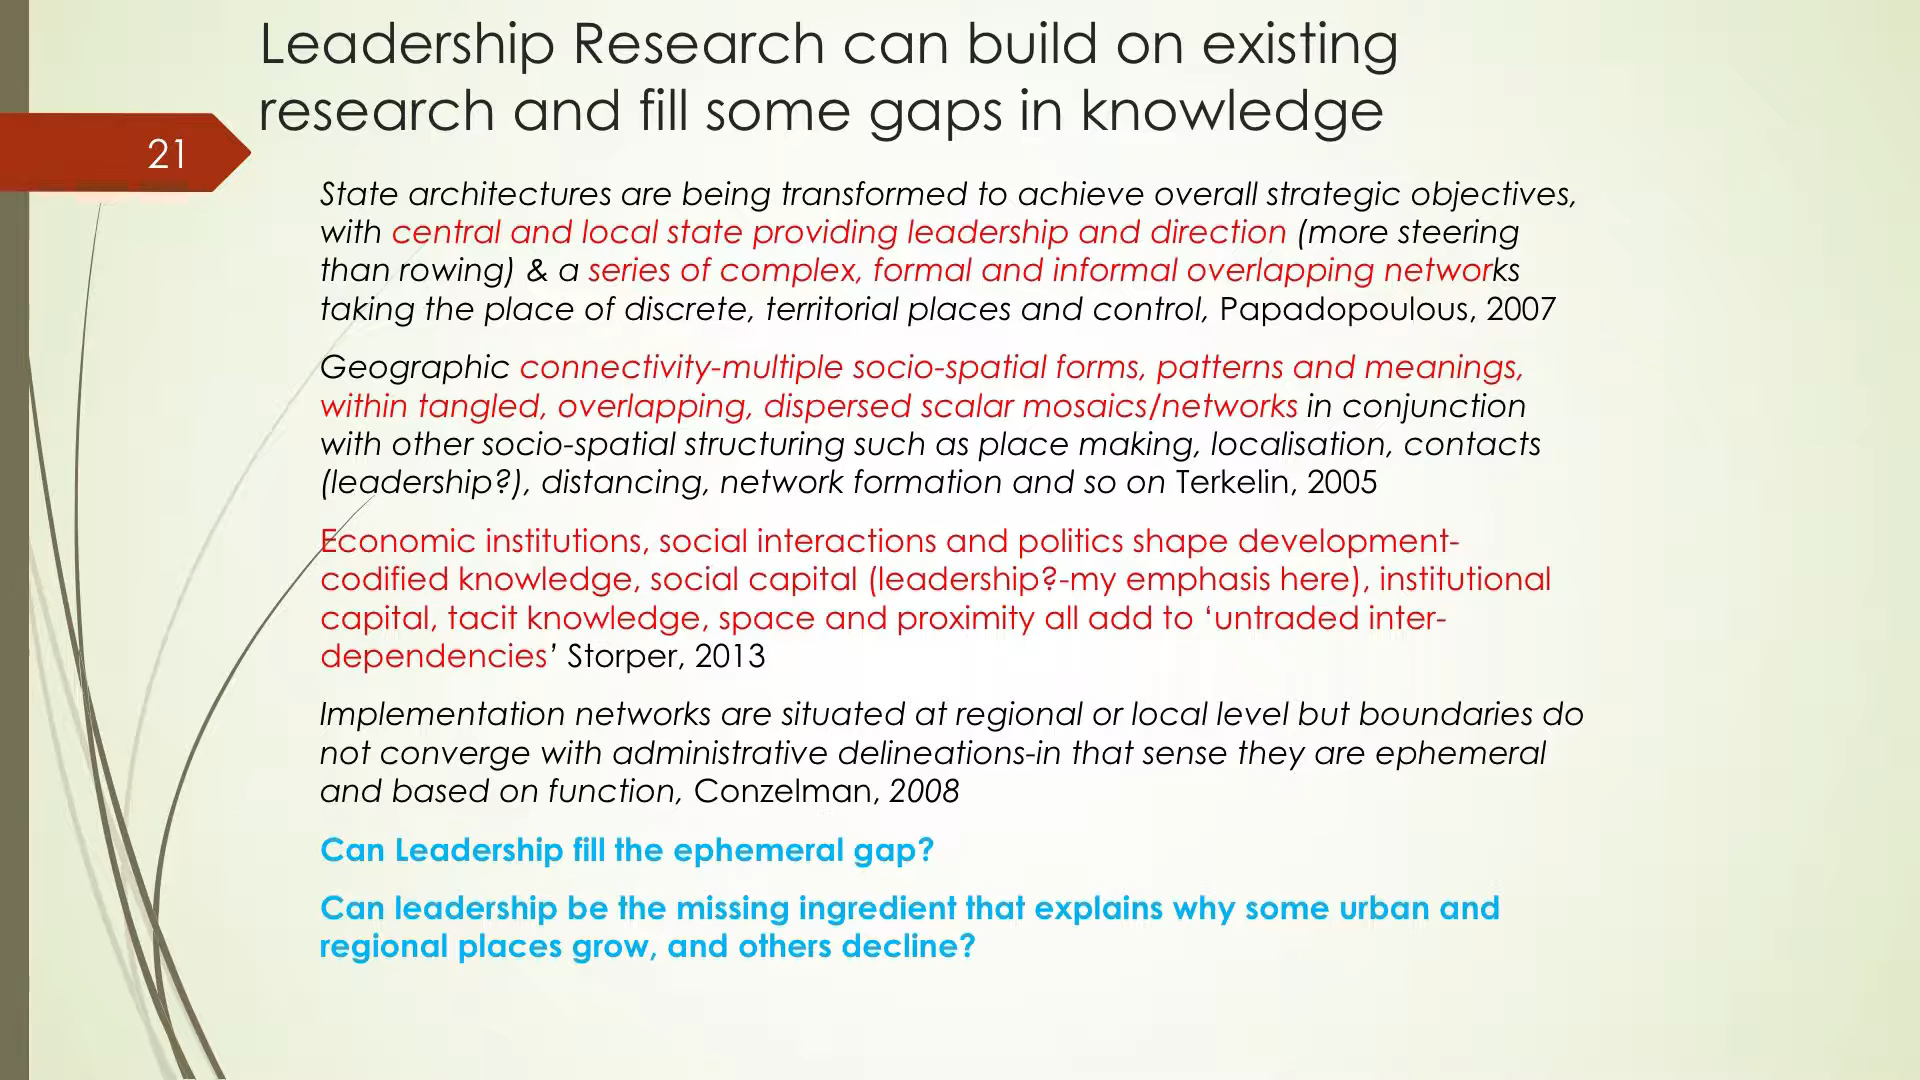 Leadership Research can build on existing
research and fill some gaps in knowledge
21
State architectures are being transformed to achieve overall strategic objectives,
with central and local state providing leadership and direction (more steering
than rowing) & a series of complex, formal and informal overlapping networks
taking the place of discrete, territorial places and control, Papadopoulous, 2007
Geographic connectivity-multiple socio-spatial forms, patterns and meanings,
within tangled, overlapping, dispersed scalar mosaics/networks in conjunction
with other socio-spatial structuring such as place making, localisation, contacts
(leadership?), distancing, network formation and so on Terkelin, 2005
Economic institutions, social interactions and politics shape development-
codified knowledge, social capital (leadership?-my emphasis here), institutional
capital, tacit knowledge, space and proximity all add to ‘untraded inter-
dependencies’ Storper, 2013
Implementation networks are situated at regional or local level but boundaries do
not converge with administrative delineations-in that sense they are ephemeral
and based on function, Conzelman, 2008
Can Leadership fill the ephemeral gap?
Can leadership be the missing ingredient that explains why some urban and
regional places grow, and others decline?